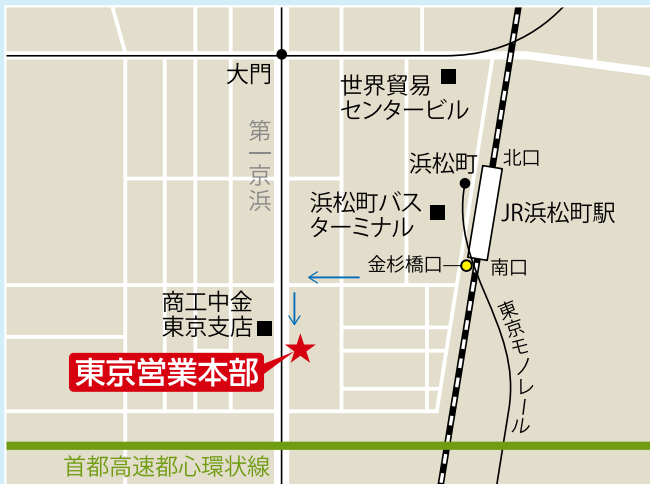 大門
世界貿易
センタービル
第一京浜
浜松町
北口
浜松町バス
ターミナル
JR浜松町駅
金杉橋口
南口
商工中金
東京支店
東京モノレール
東京営業本部
首都高速都心環状線